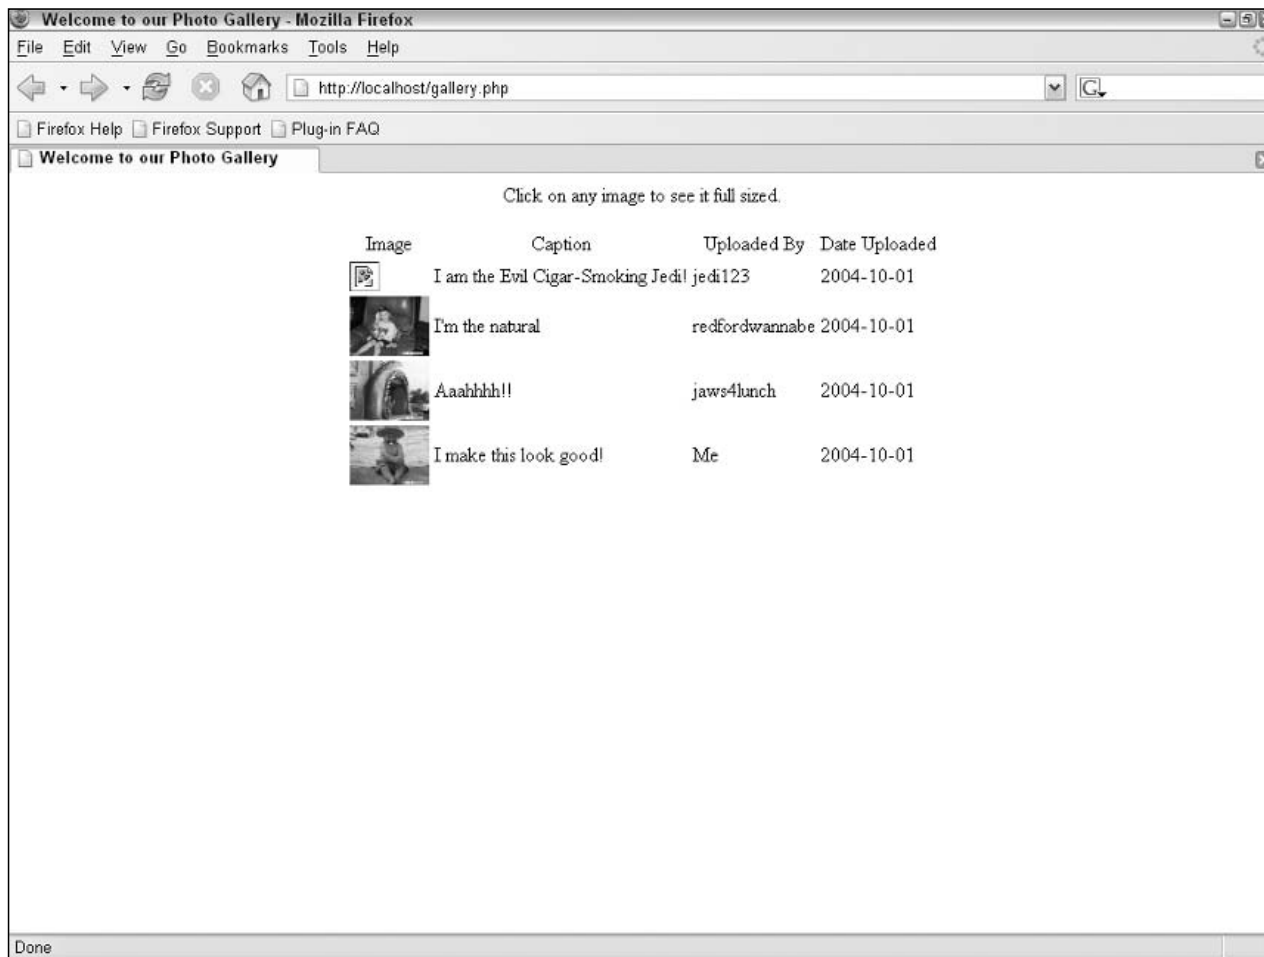 Welcome to our Photo Gallery - Mozilla Firefox
File Edit View Go Bookmarks Tools Help
http://localhost/gallery.php
G
Firefox Help Firefox Support Plug-in FAQ
Welcome to our Photo Gallery
Click on any image to see it full sized.
Image Caption Uploaded By Date Uploaded
I am the Evil Cigar-Smoking Jedi! jedi123 2004-10-01
I'm the natural redfordwannabe 2004-10-01
Aaahhhh!! jaws4lunch 2004-10-01
I make this look good! Me 2004-10-01
Done